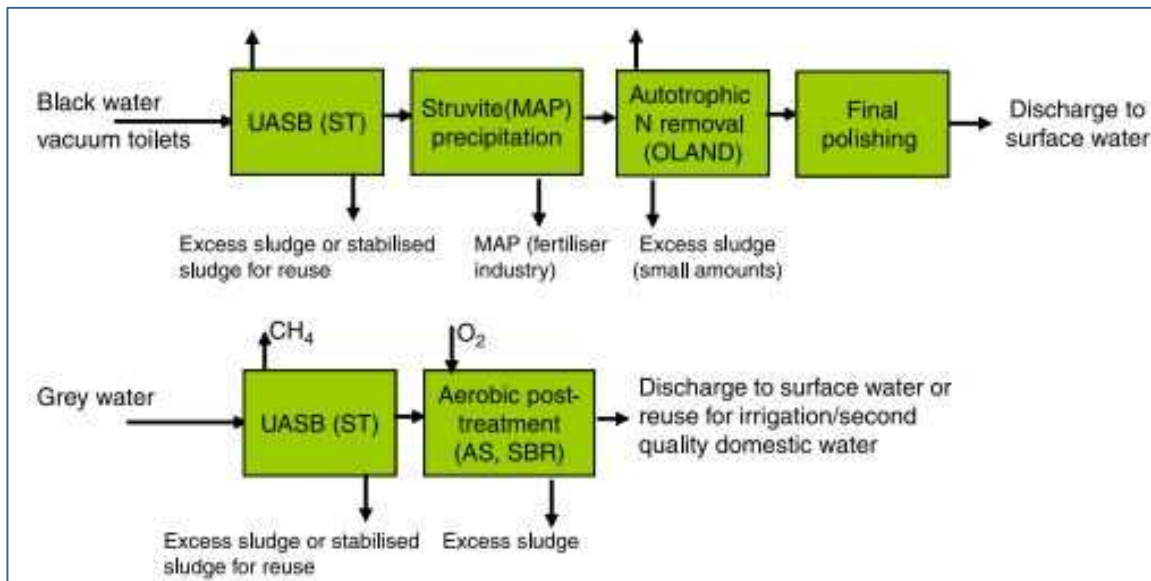 Black water
vacuum toilets
UASB (ST)
Struvite(MAP)
precipitation
Autotrophic
N removal
(OLAND)
Final
polishing
Discharge to
surface water
Excess sludge or stabilised
sludge for reuse
MAP (fertiliser
industry)
Excess sludge
(small amounts)
CH4
O2
Grey water
UASB (ST)
Aerobic post-
treatment
(AS, SBR)
Discharge to surface water or
reuse for irrigation/second
quality domestic water
Excess sludge or stabilised
sludge for reuse
Excess sludge